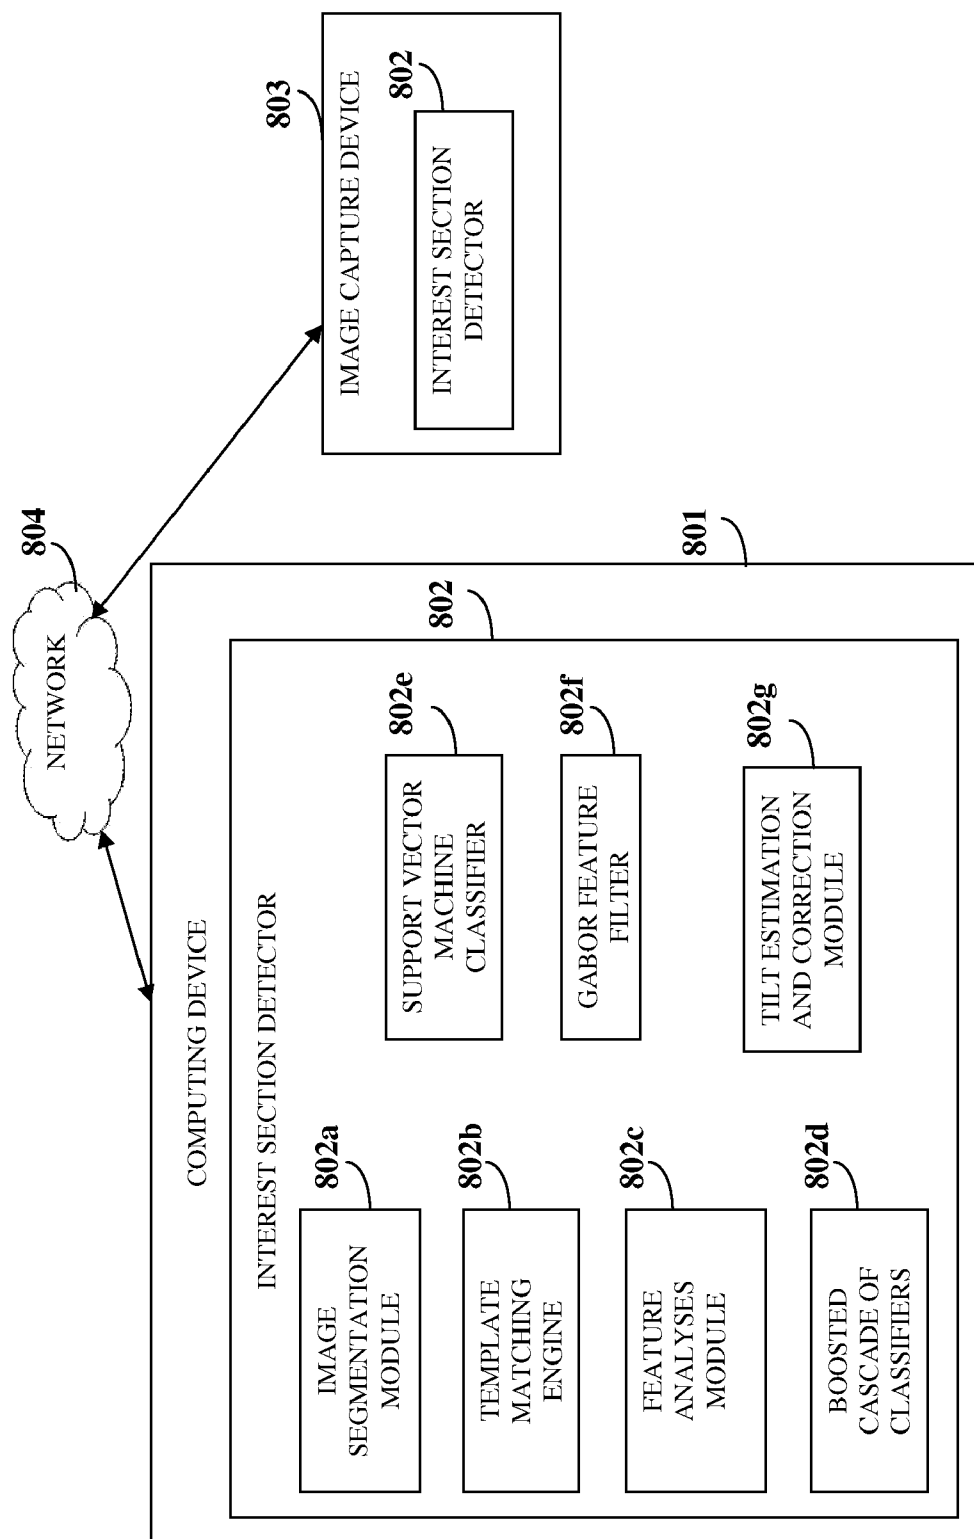 COMPUTING DEVICE
INTEREST SECTION DETECTOR
IMAGE
SEGMENTATION
MODULE
802a
TEMPLATE
MATCHING
ENGINE
802b
FEATURE
ANALYSES
MODULE
802c
BOOSTED
CASCADE OF
CLASSIFIERS
802d
SUPPORT VECTOR
MACHINE
CLASSIFIER
802e
GABOR FEATURE
FILTER
802f
TILT ESTIMATION
AND CORRECTION
MODULE
802g
802
801
NETWORK
804
IMAGE CAPTURE DEVICE
803
INTEREST SECTION
DETECTOR
802